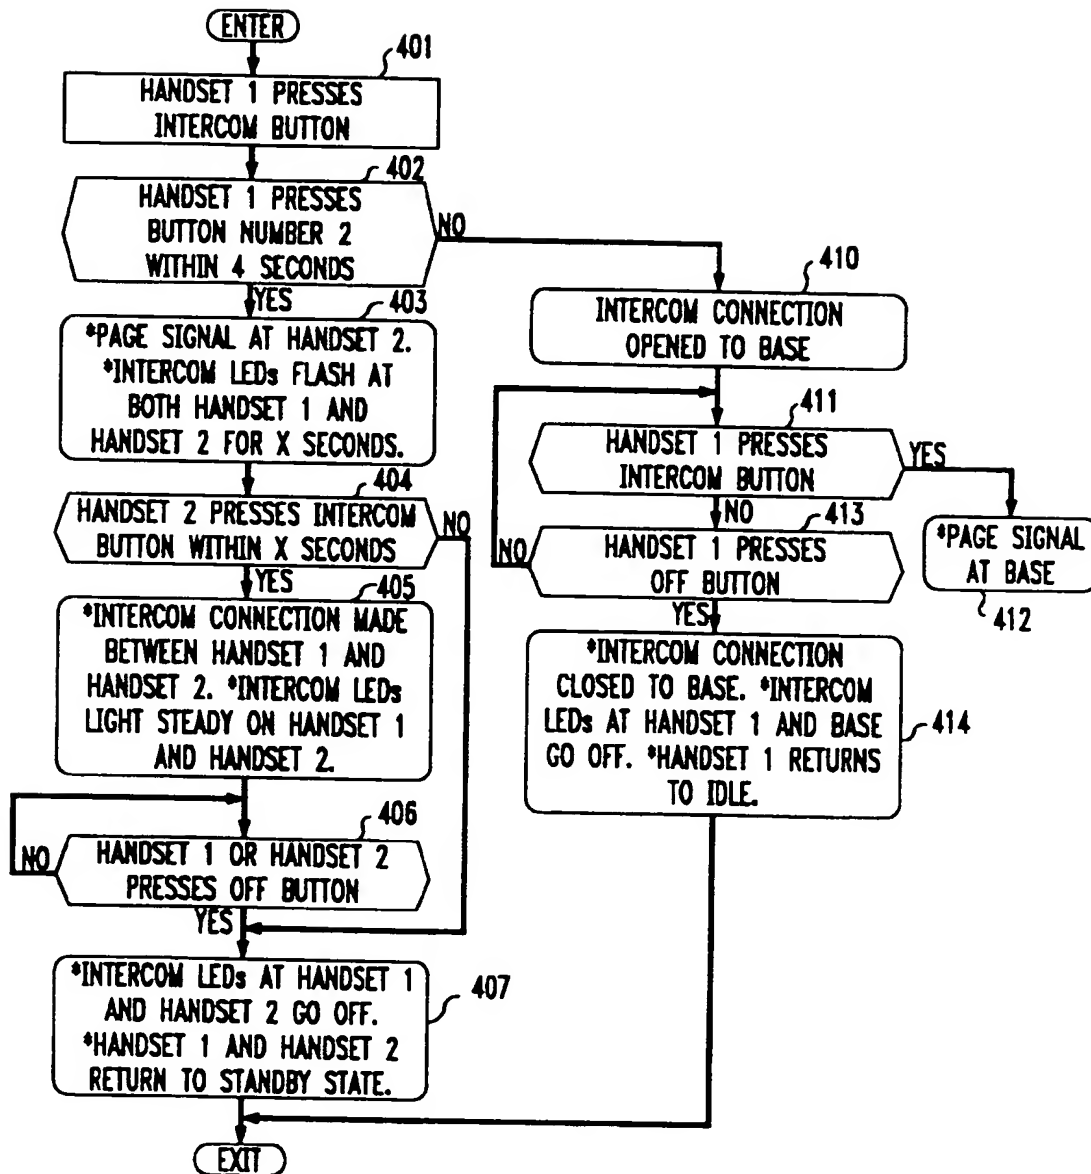 ENTER
401
HANDSET 1 PRESSES
INTERCOM BUTTON
402
HANDSET 1 PRESSES
BUTTON NUMBER 2
WITHIN 4 SECONDS
NO
YES
403
*PAGE SIGNAL AT HANDSET 2.
*INTERCOM LEDs FLASH AT
BOTH HANDSET 1 AND
HANDSET 2 FOR X SECONDS.
404
HANDSET 2 PRESSES INTERCOM
BUTTON WITHIN X SECONDS
NO
YES
405
*INTERCOM CONNECTION MADE
BETWEEN HANDSET 1 AND
HANDSET 2. *INTERCOM LEDs
LIGHT STEADY ON HANDSET 1
AND HANDSET 2.
406
HANDSET 1 OR HANDSET 2
PRESSES OFF BUTTON
NO
YES
*INTERCOM LEDs AT HANDSET 1
AND HANDSET 2 GO OFF.
*HANDSET 1 AND HANDSET 2
RETURN TO STANDBY STATE.
407
EXIT
410
INTERCOM CONNECTION
OPENED TO BASE
411
HANDSET 1 PRESSES
INTERCOM BUTTON
YES
NO
*PAGE SIGNAL
AT BASE
412
413
HANDSET 1 PRESSES
OFF BUTTON
NO
YES
*INTERCOM CONNECTION
CLOSED TO BASE. *INTERCOM
LEDs AT HANDSET 1 AND BASE
GO OFF. *HANDSET 1 RETURNS
TO IDLE.
414